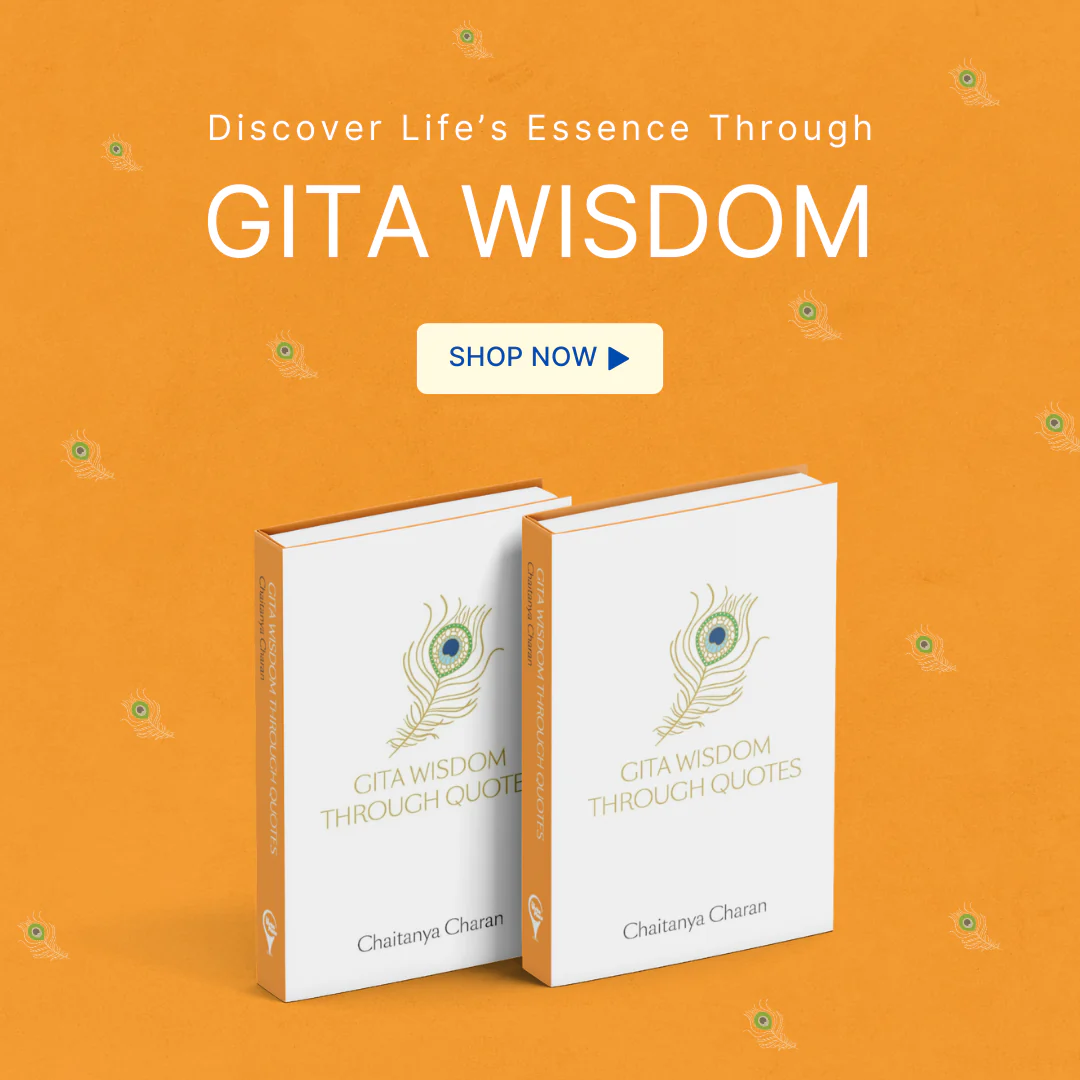 Discover Life’s Essence Through
GITA WISDOM
SHOP NOW
GITA WISDOM THROUGH QUOTES
Chaitanya Charan
GITA WISDOM
THROUGH QUOTE
Chaitanya Charan
GITA WISDOM THROUGH QUOTES
Chaitanya Charan
GITA WISDOM
THROUGH QUOTES
Chaitanya Charan